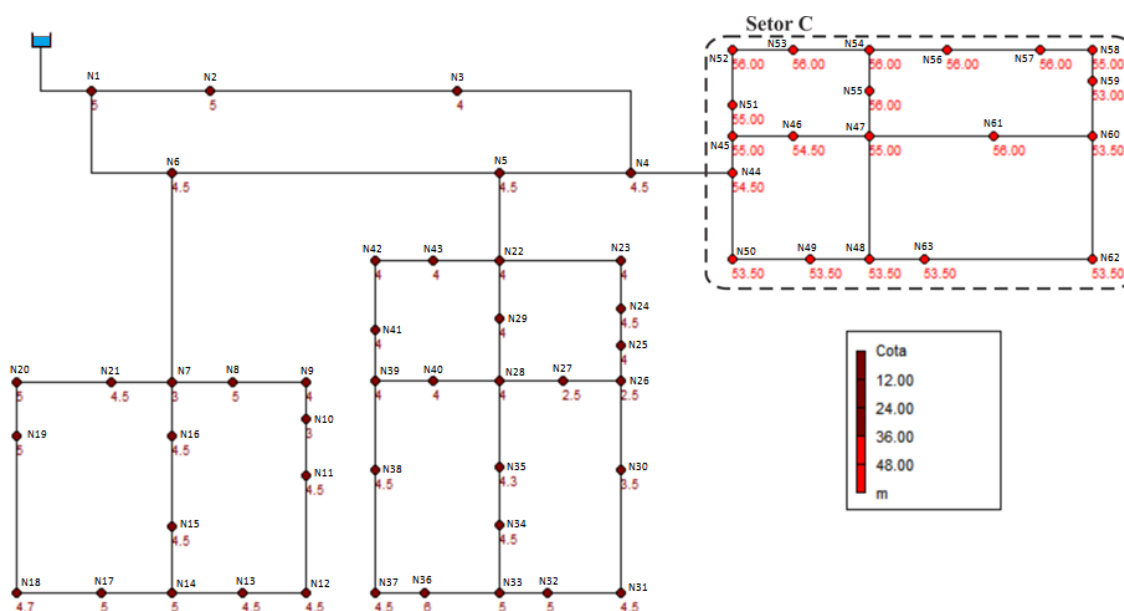 Setor C
N52 N53 N54 N56 N57 N58
56.00 56.00 56.00 56.00 56.00 55.00
N1 N2 N3
5 5 4
N59
53.00
N55
56.00
N51
55.00
N45 N46 N47 N61 N60
55.00 54.50 55.00 56.00 53.50
N6 N5 N4 N44
4.5 4.5 4.5 54.50
N50 N49 N48 N63 N62
53.50 53.50 53.50 53.50 53.50
N42 N43 N22 N23
4 4 4 4
N24
4.5
N29
4
N41
4
N25
4
N20 N21 N7 N8 N9
5 4.5 3 5 4
N39 N40 N28 N27 N26
4 4 4 2.5 2.5
N10
3
N19 N16
5 4.5
N11
4.5
N38 N35 N30
4.5 4.3 3.5
N15 N34
4.5 4.5
N18 N17 N14 N13 N12
4.7 5 5 4.5 4.5
N37 N36 N33 N32 N31
4.5 6 5 5 4.5
Cota
12.00
24.00
36.00
48.00
m